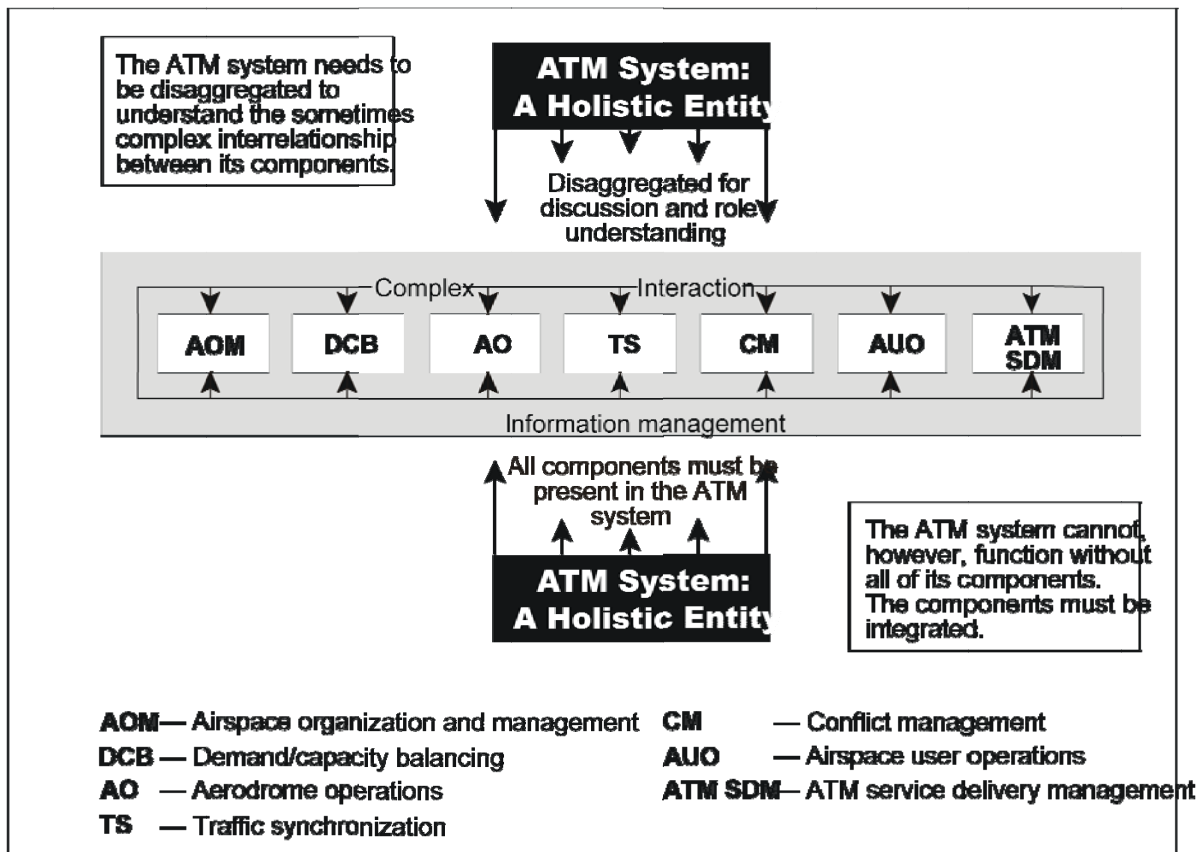 The ATM system needs to
be disaggregated to
understand the sometimes
complex interrelationship
between its components.
ATM System:
A Holistic Entity
Disaggregated for
discussion and role
understanding
Complex Interaction
AOM DCB AO TS CM AUO ATM
SDM
Information management
All components must be
present in the ATM
system
ATM System:
A Holistic Entity
The ATM system cannot,
however, function without
all of its components.
The components must be
integrated.
AOM — Airspace organization and management
DCB — Demand/capacity balancing
AO — Aerodrome operations
TS — Traffic synchronization
CM — Conflict management
AUO — Airspace user operations
ATM SDM — ATM service delivery management